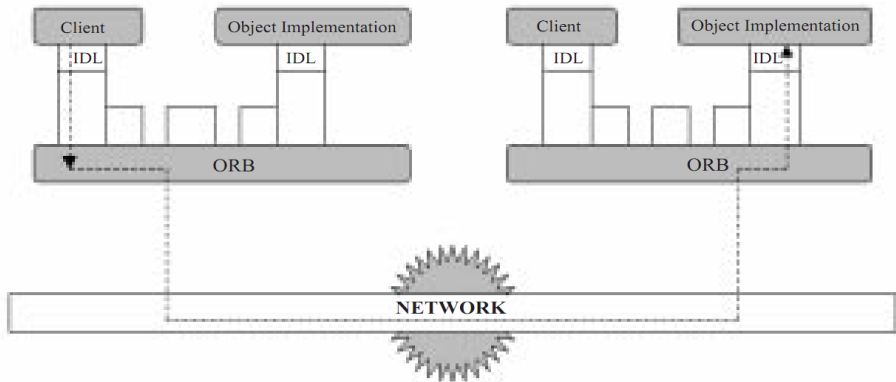 Client
Object Implementation
Client
Object Implementation
IDL
IDL
IDL
IDL
ORB
ORB
NETWORK